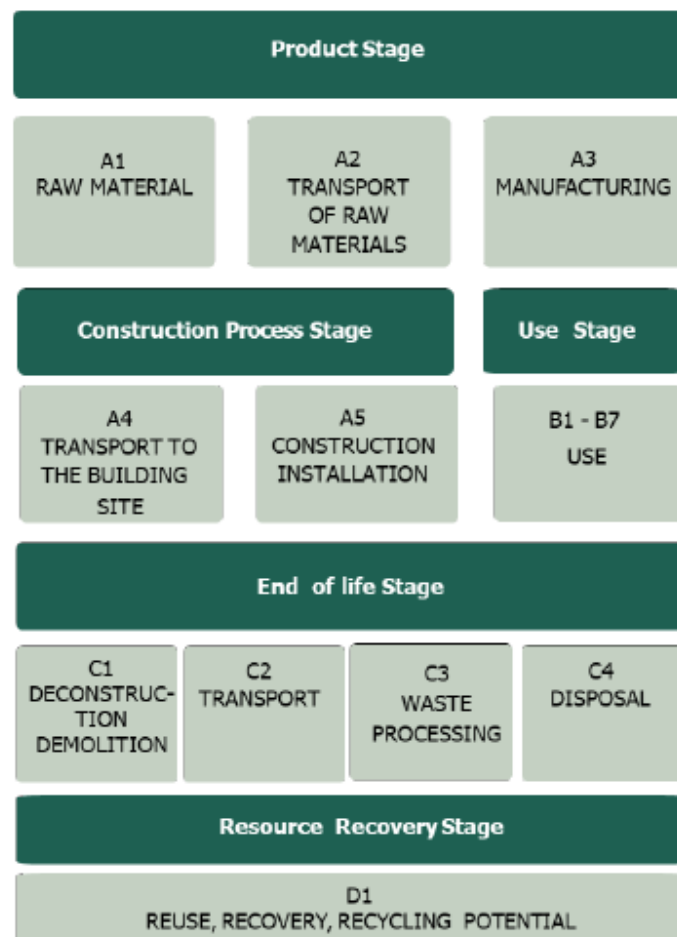 Product Stage
A1
RAW MATERIAL
A2
TRANSPORT
OF RAW
MATERIALS
A3
MANUFACTURING
Construction Process Stage
Use Stage
A4
TRANSPORT TO
THE BUILDING
SITE
A5
CONSTRUCTION
INSTALLATION
B1 - B7
USE
End of life Stage
C1
DECONSTRUC-
TION
DEMOLITION
C2
TRANSPORT
C3
WASTE
PROCESSING
C4
DISPOSAL
Resource Recovery Stage
D1
REUSE, RECOVERY, RECYCLING POTENTIAL